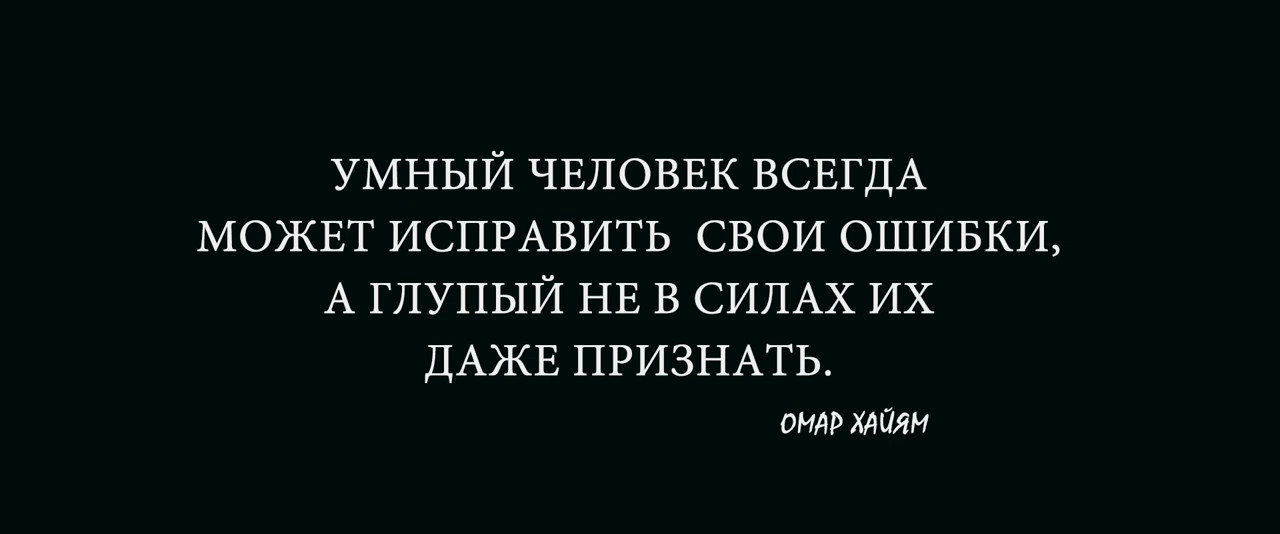 УМНЫЙ ЧЕЛОВЕК ВСЕГДА
МОЖЕТ ИСПРАВИТЬ СВОИ ОШИБКИ,
А ГЛУПЫЙ НЕ В СИЛАХ ИХ
ДАЖЕ ПРИЗНАТЬ.
ОМАР ХАЙЯМ